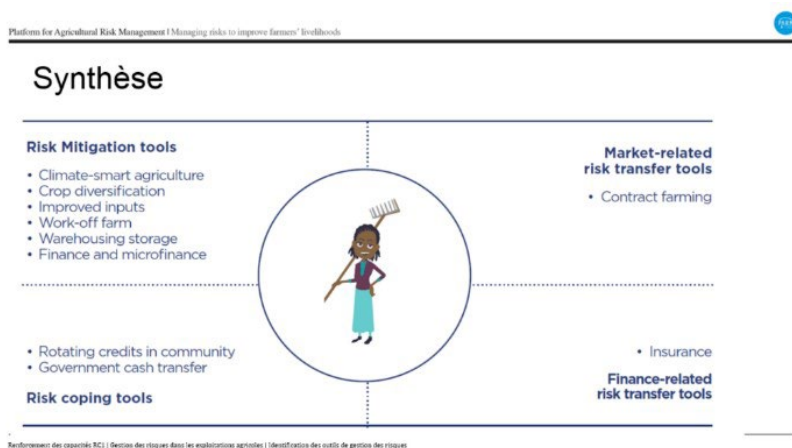 Platform for Agricultural Risk Management | Managing risks to improve farmers' livelihoods
Synthèse
Risk Mitigation tools
• Climate-smart agriculture
• Crop diversification
• Improved inputs
• Work-off farm
• Warehousing storage
• Finance and microfinance
Market-related
risk transfer tools
• Contract farming
• Rotating credits in community
• Government cash transfer
Risk coping tools
• Insurance
Finance-related
risk transfer tools
Renforcement des capacités RC1 | Gestion des risques dans les exploitations agricoles | Identification des outils de gestion des risques